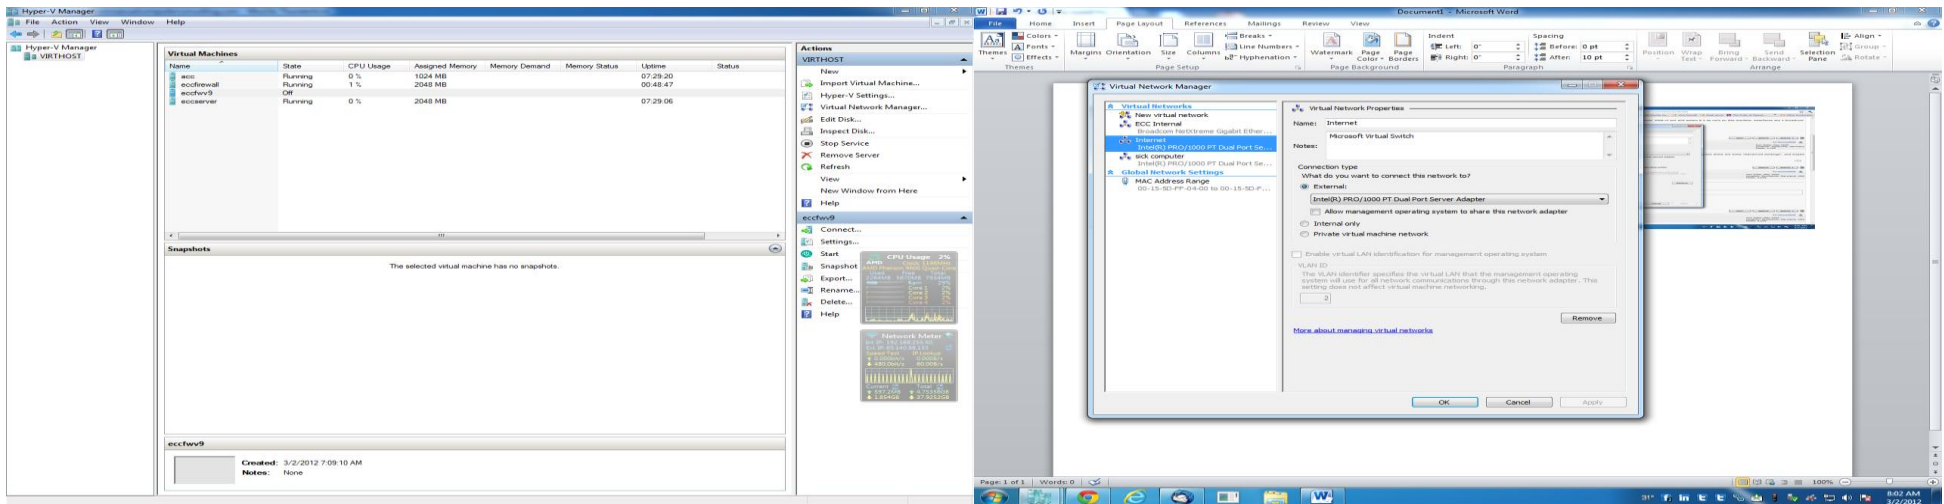 Hyper-V Manager
File Action View Window Help
Hyper-V Manager
VIRTHOST
Virtual Machines
Name State CPU Usage Assigned Memory Memory Demand Memory Status Uptime Status
ecc Running 0 % 1024 MB 07:29:20
eccfirewall Running 1 % 2048 MB 00:48:47
eccfwv9 Off
eccserver Running 0 % 2048 MB 07:29:06
Snapshots
The selected virtual machine has no snapshots.
eccfwv9
Created: 3/2/2012 7:09:10 AM
Notes: None
Actions
VIRTHOST
New
Import Virtual Machine...
Hyper-V Settings...
Virtual Network Manager...
Edit Disk...
Inspect Disk...
Stop Service
Remove Server
Refresh
View
New Window from Here
Help
eccfwv9
Connect...
Settings...
Start
Snapshot
Export...
Rename...
Delete...
Help
CPU Usage 2%
Network Meter
Document1 - Microsoft Word
File Home Insert Page Layout References Mailings Review View
Themes
Colors
Fonts
Effects
Themes
Margins Orientation Size Columns
Breaks
Line Numbers
Hyphenation
Page Setup
Watermark Page Color Page Borders
Page Background
Indent
Left: 0"
Right: 0"
Spacing
Before: 0 pt
After: 10 pt
Paragraph
Position Wrap Text Bring Forward Send Backward Selection Pane
Align
Group
Rotate
Arrange
Virtual Network Manager
Virtual Networks
New virtual network
ECC Internal
Broadcom NetXtreme Gigabit Ether...
Internet
Intel(R) PRO/1000 PT Dual Port Se...
sick computer
Intel(R) PRO/1000 PT Dual Port Se...
Global Network Settings
MAC Address Range
00-15-5D-FF-04-00 to 00-15-5D-F...
Virtual Network Properties
Name: Internet
Notes: Microsoft Virtual Switch
Connection type
What do you want to connect this network to?
External:
Intel(R) PRO/1000 PT Dual Port Server Adapter
Allow management operating system to share this network adapter
Internal only
Private virtual machine network
Enable virtual LAN identification for management operating system
VLAN ID
The VLAN identifier specifies the virtual LAN that the management operating
system will use for all network communications through this network adapter. This
setting does not affect virtual machine networking.
2
Remove
More about managing virtual networks
OK Cancel Apply
Page: 1 of 1 Words: 0
100%
8:02 AM
3/2/2012